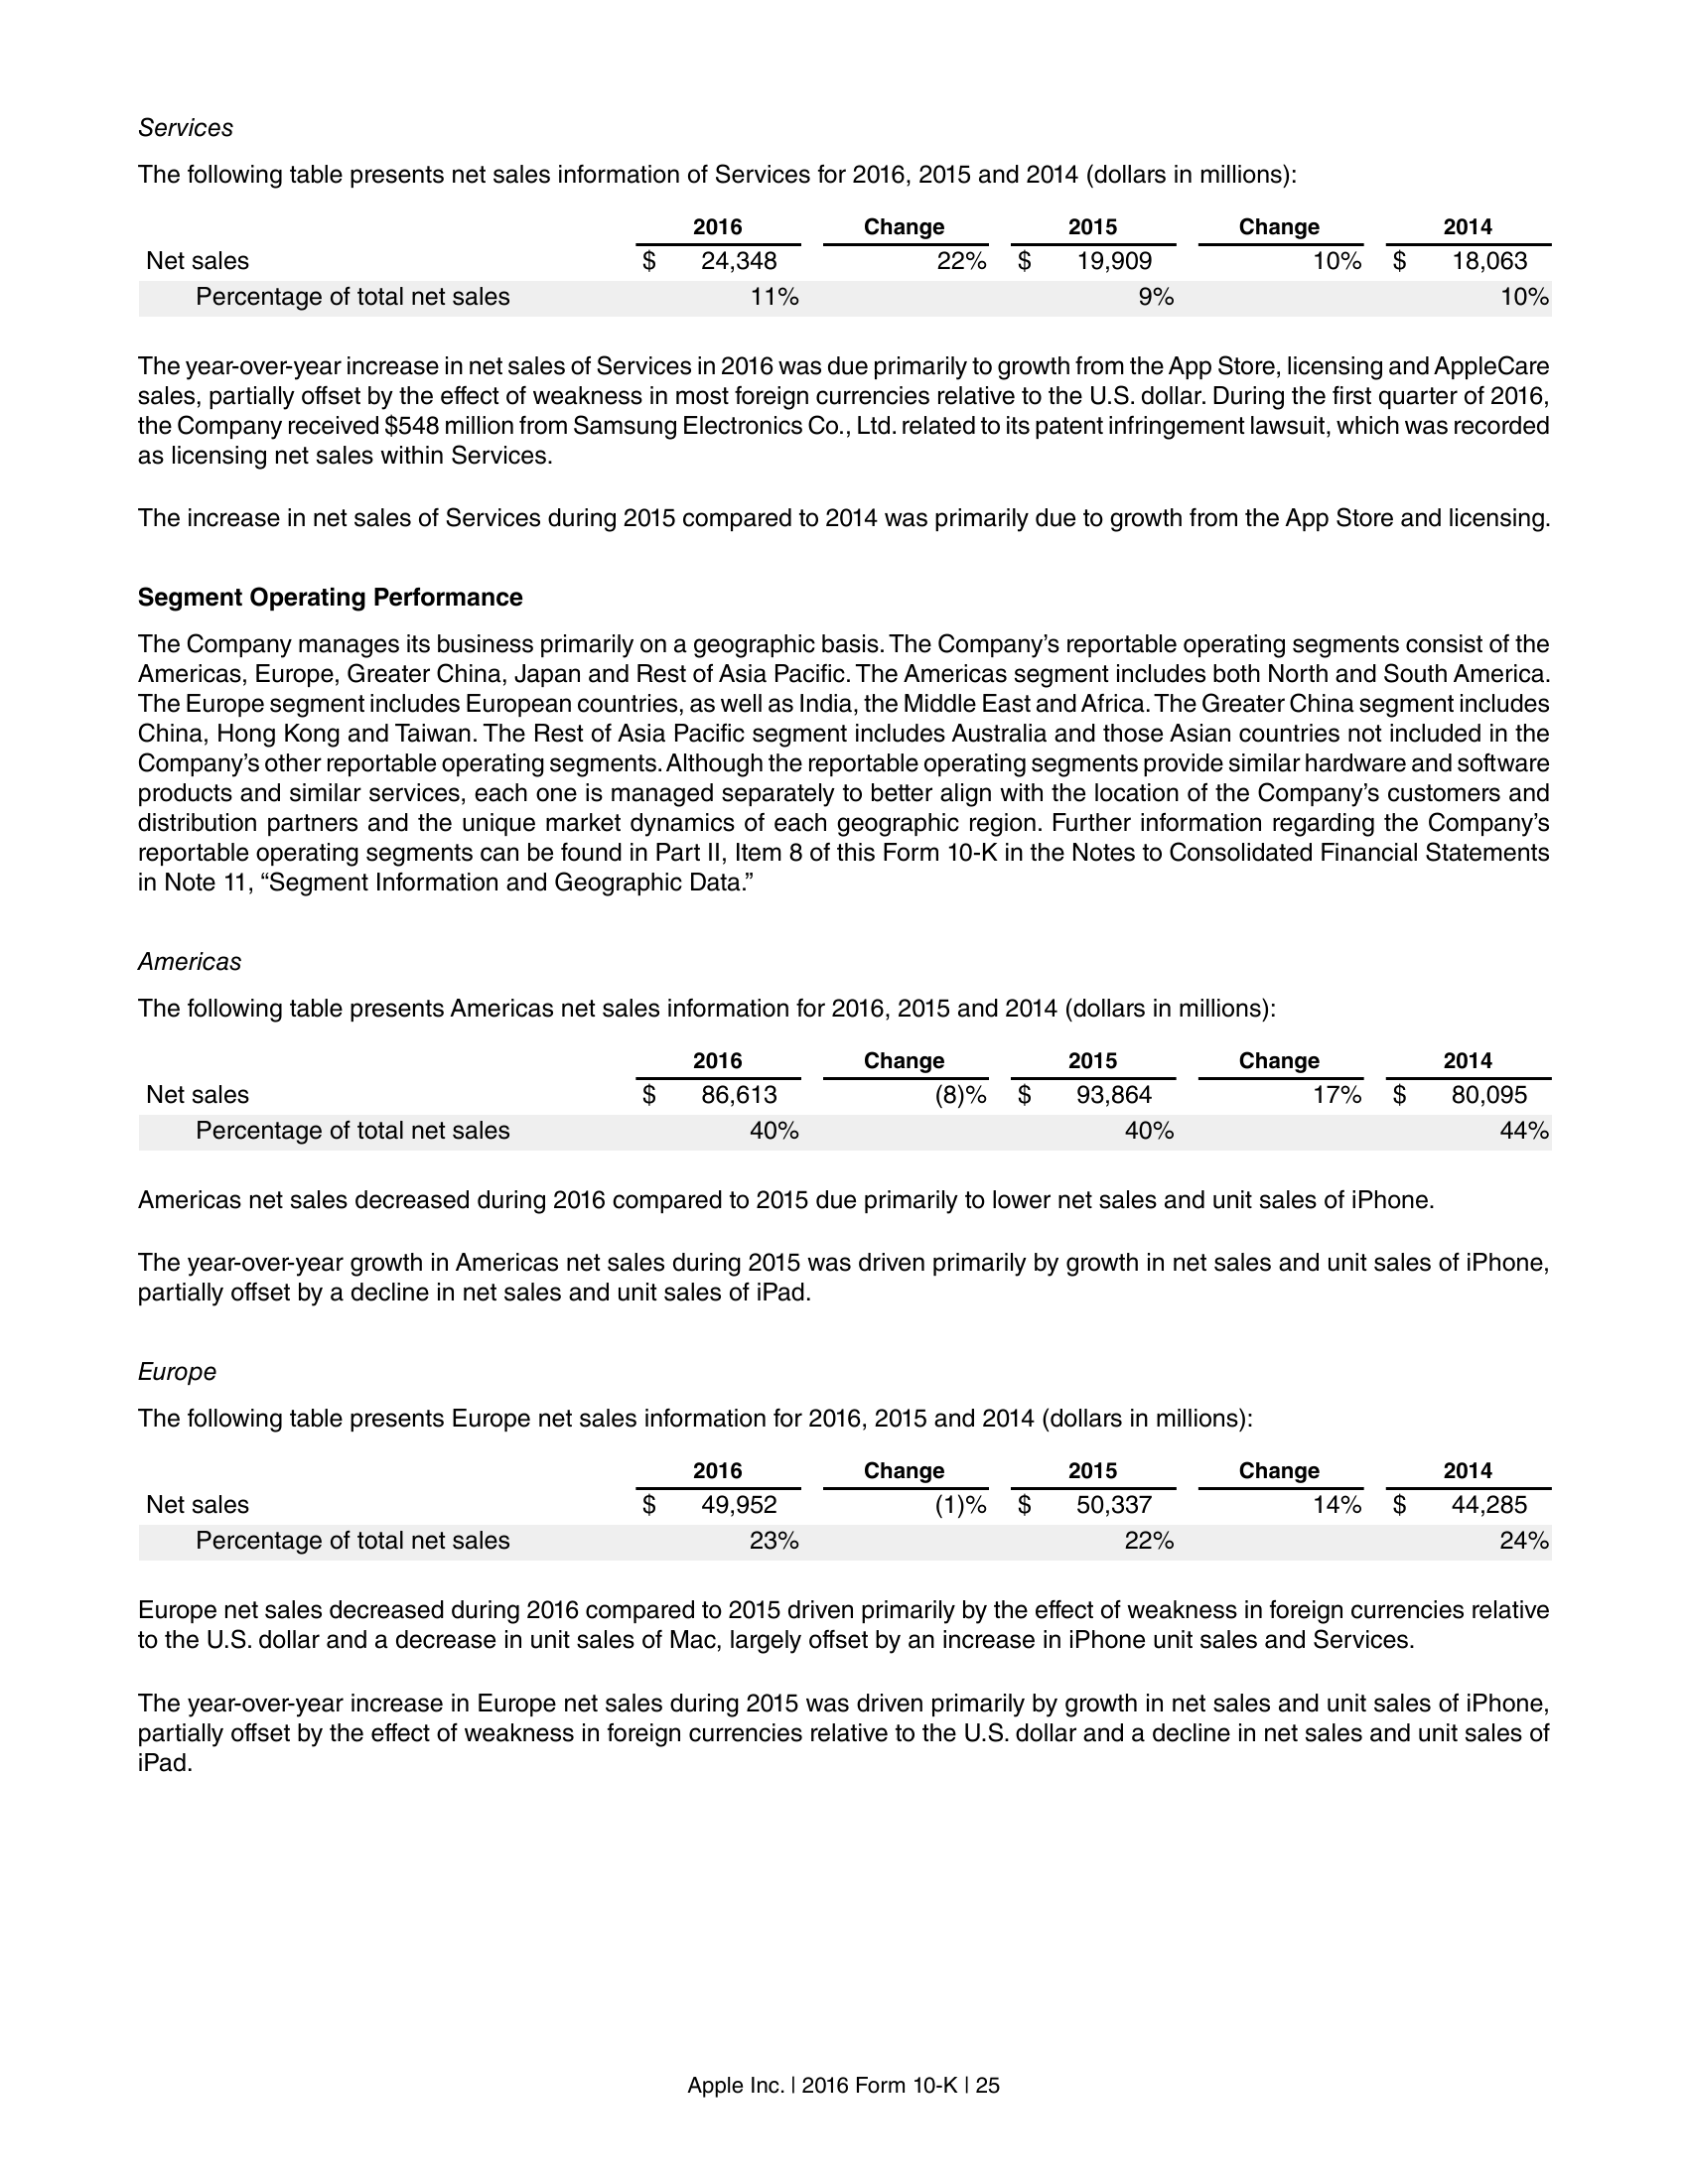 Services
The following table presents net sales information of Services for 2016, 2015 and 2014 (dollars in millions):
2016 Change 2015 Change 2014
Net sales $ 24,348 22% $ 19,909 10% $ 18,063
Percentage of total net sales 11% 9% 10%
The year-over-year increase in net sales of Services in 2016 was due primarily to growth from the App Store, licensing and AppleCare
sales, partially offset by the effect of weakness in most foreign currencies relative to the U.S. dollar. During the first quarter of 2016,
the Company received $548 million from Samsung Electronics Co., Ltd. related to its patent infringement lawsuit, which was recorded
as licensing net sales within Services.
The increase in net sales of Services during 2015 compared to 2014 was primarily due to growth from the App Store and licensing.
Segment Operating Performance
The Company manages its business primarily on a geographic basis. The Company's reportable operating segments consist of the
Americas, Europe, Greater China, Japan and Rest of Asia Pacific. The Americas segment includes both North and South America.
The Europe segment includes European countries, as well as India, the Middle East and Africa. The Greater China segment includes
China, Hong Kong and Taiwan. The Rest of Asia Pacific segment includes Australia and those Asian countries not included in the
Company's other reportable operating segments. Although the reportable operating segments provide similar hardware and software
products and similar services, each one is managed separately to better align with the location of the Company's customers and
distribution partners and the unique market dynamics of each geographic region. Further information regarding the Company's
reportable operating segments can be found in Part II, Item 8 of this Form 10-K in the Notes to Consolidated Financial Statements
in Note 11, “Segment Information and Geographic Data.”
Americas
The following table presents Americas net sales information for 2016, 2015 and 2014 (dollars in millions):
2016 Change 2015 Change 2014
Net sales $ 86,613 (8)% $ 93,864 17% $ 80,095
Percentage of total net sales 40% 40% 44%
Americas net sales decreased during 2016 compared to 2015 due primarily to lower net sales and unit sales of iPhone.
The year-over-year growth in Americas net sales during 2015 was driven primarily by growth in net sales and unit sales of iPhone,
partially offset by a decline in net sales and unit sales of iPad.
Europe
The following table presents Europe net sales information for 2016, 2015 and 2014 (dollars in millions):
2016 Change 2015 Change 2014
Net sales $ 49,952 (1)% $ 50,337 14% $ 44,285
Percentage of total net sales 23% 22% 24%
Europe net sales decreased during 2016 compared to 2015 driven primarily by the effect of weakness in foreign currencies relative
to the U.S. dollar and a decrease in unit sales of Mac, largely offset by an increase in iPhone unit sales and Services.
The year-over-year increase in Europe net sales during 2015 was driven primarily by growth in net sales and unit sales of iPhone,
partially offset by the effect of weakness in foreign currencies relative to the U.S. dollar and a decline in net sales and unit sales of
iPad.
Apple Inc. | 2016 Form 10-K | 25